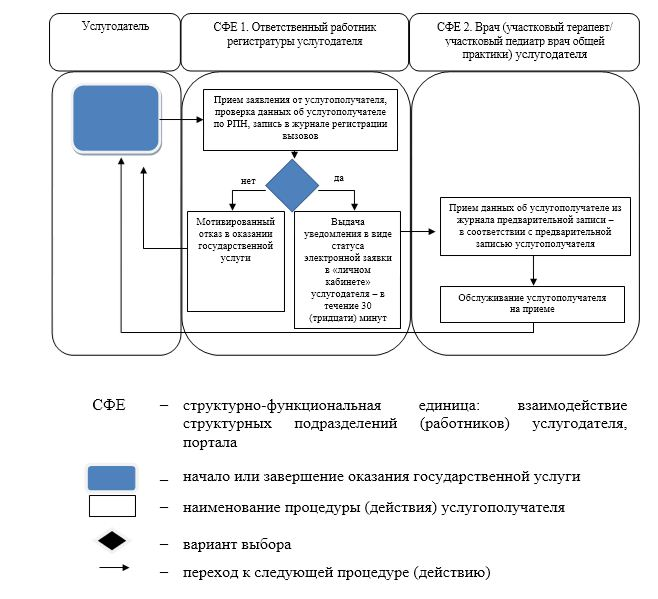 Услугодатель
СФЕ 1. Ответственный работник
регистратуры услугодателя
СФЕ 2. Врач (участковый терапевт/
участковый педиатр врач общей
практики) услугодателя
Прием заявления от услугополучателя,
проверка данных об услугополучателе
по РПН, запись в журнале регистрации
вызовов
нет
да
Мотивированный
отказ в оказании
государственной
услуги
Выдача
уведомления в виде
статуса
электронной заявки
в «личном
кабинете»
услугодателя – в
течение 30
(тридцати) минут
Прием данных об услугополучателе из
журнала предварительной записи –
в соответствии с предварительной
записью услугополучателя
Обслуживание услугополучателя
на приеме
СФЕ – структурно-функциональная единица: взаимодействие
структурных подразделений (работников) услугодателя,
портала
– начало или завершение оказания государственной услуги
– наименование процедуры (действия) услугополучателя
– вариант выбора
– переход к следующей процедуре (действию)